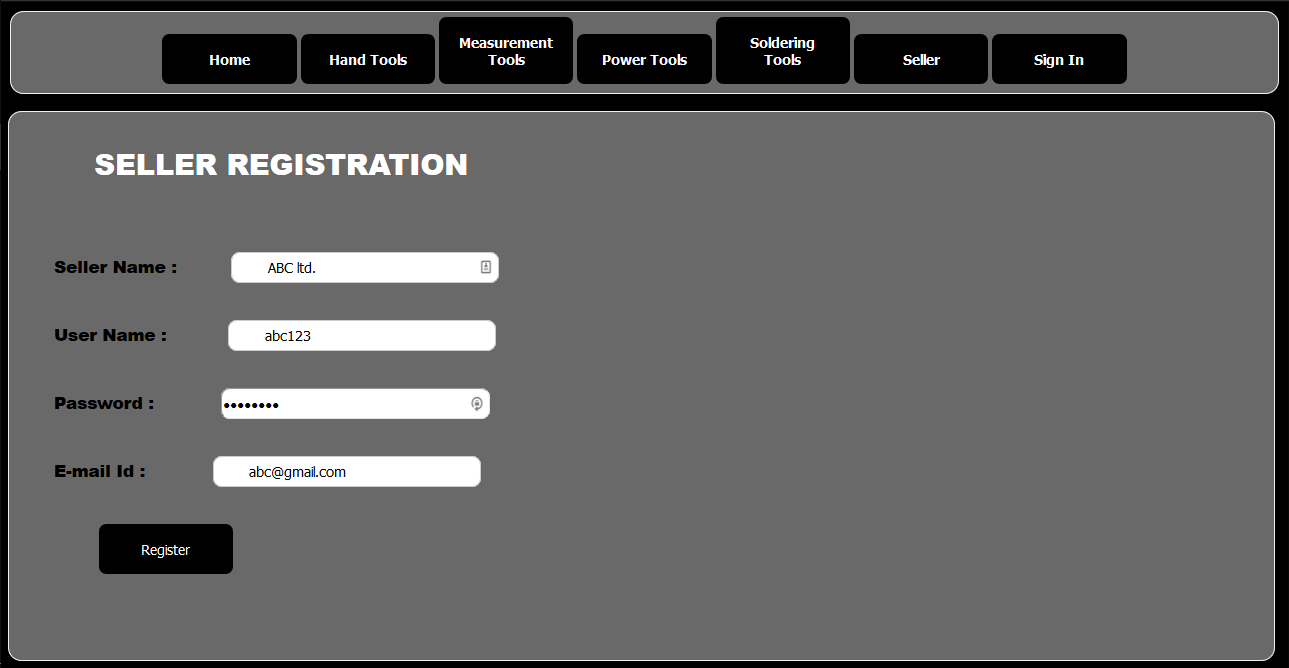 Home
Hand Tools
Measurement
Tools
Power Tools
Soldering
Tools
Seller
Sign In
SELLER REGISTRATION
Seller Name : ABC ltd.
User Name : abc123
Password : ••••••••
E-mail Id : abc@gmail.com
Register